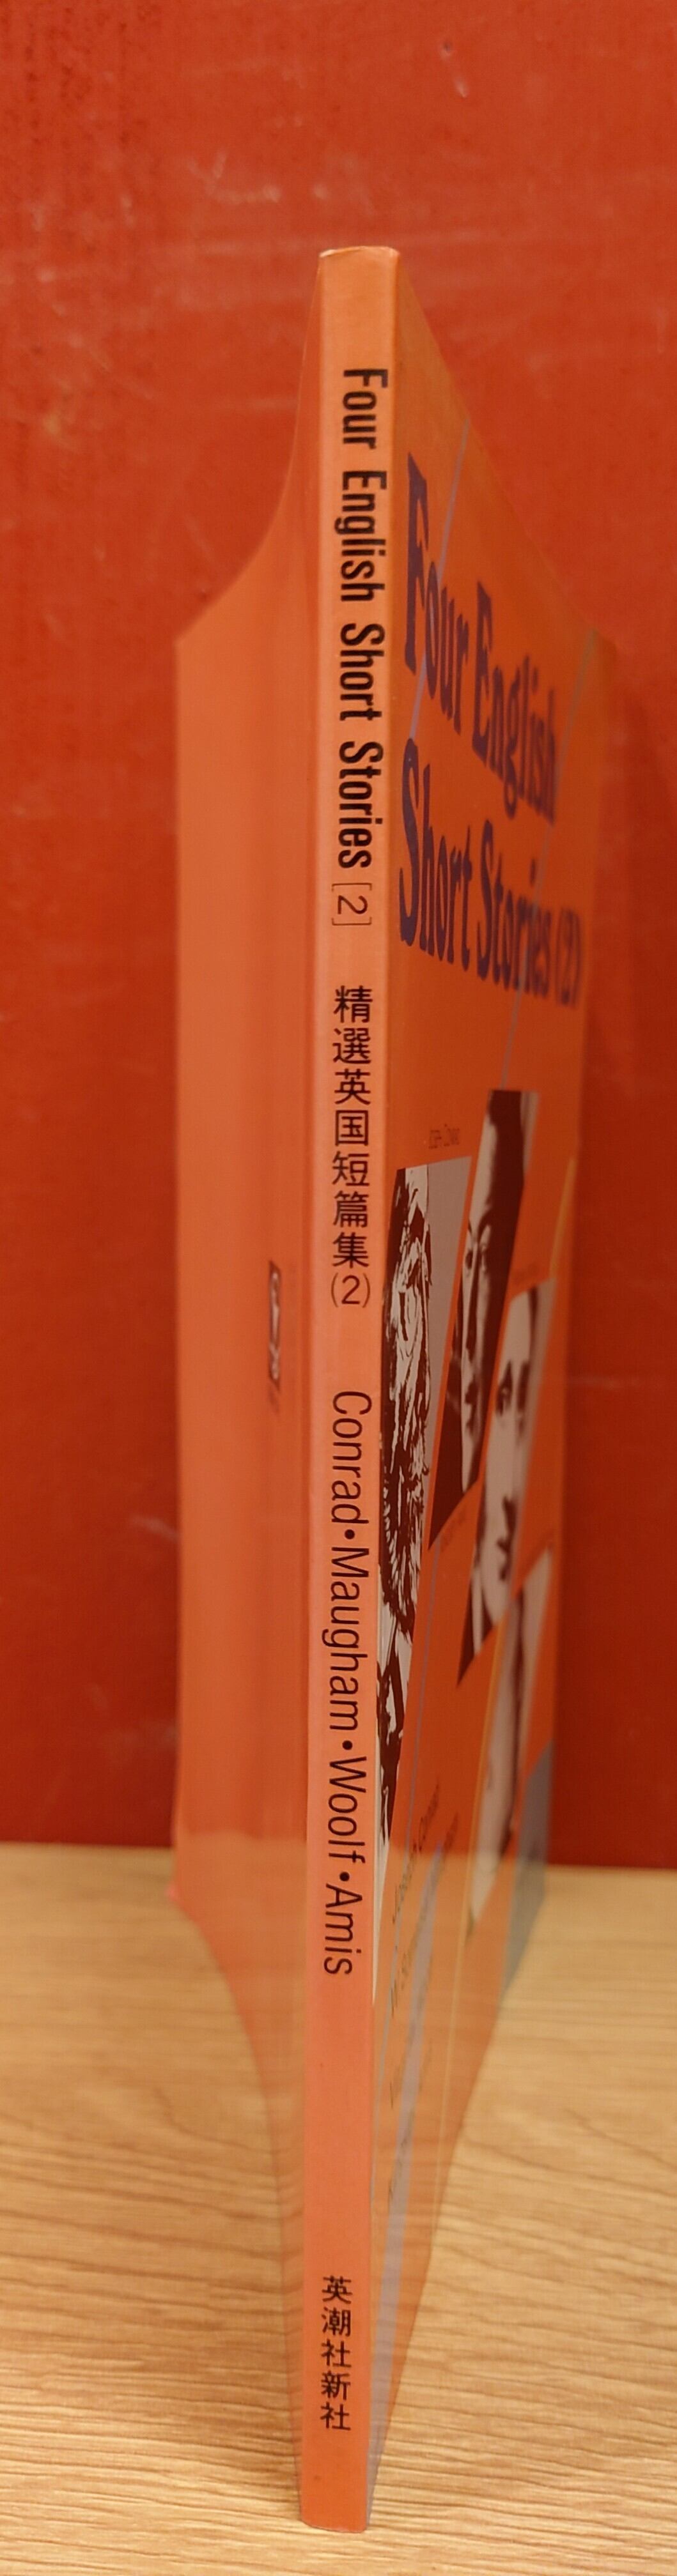 Four English Short Stories [2] 精選英国短篇集(2) Conrad・Maugham・Woolf・Amis 英潮社新社
Four English
Short Stories (2)